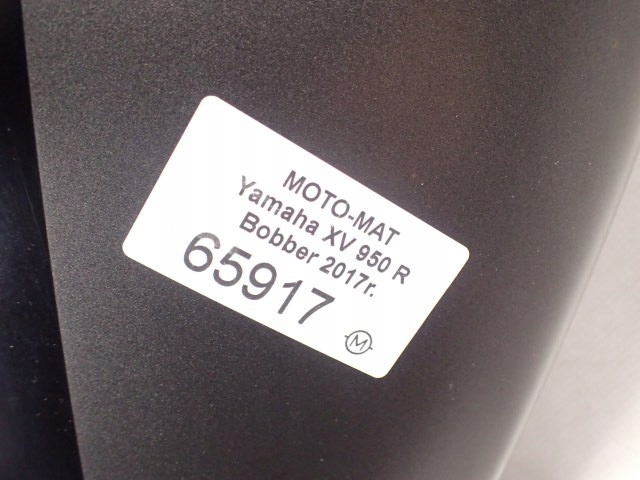 MOTO-MAT
Yamaha XV 950 R
Bobber 2017r.
65917
M